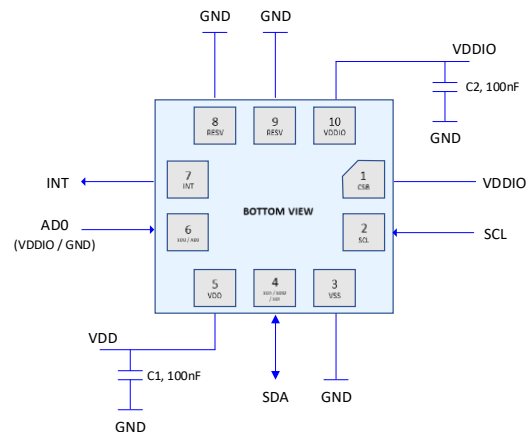 GND
GND
VDDIO
C2, 100nF
GND
8
RESV
9
RESV
10
VDDIO
7
INT
INT
1
CSB
VDDIO
BOTTOM VIEW
AD0
(VDDIO / GND)
6
2
SCL
SCL
5
VDD
4
3
VSS
VDD
C1, 100nF
GND
SDA
GND